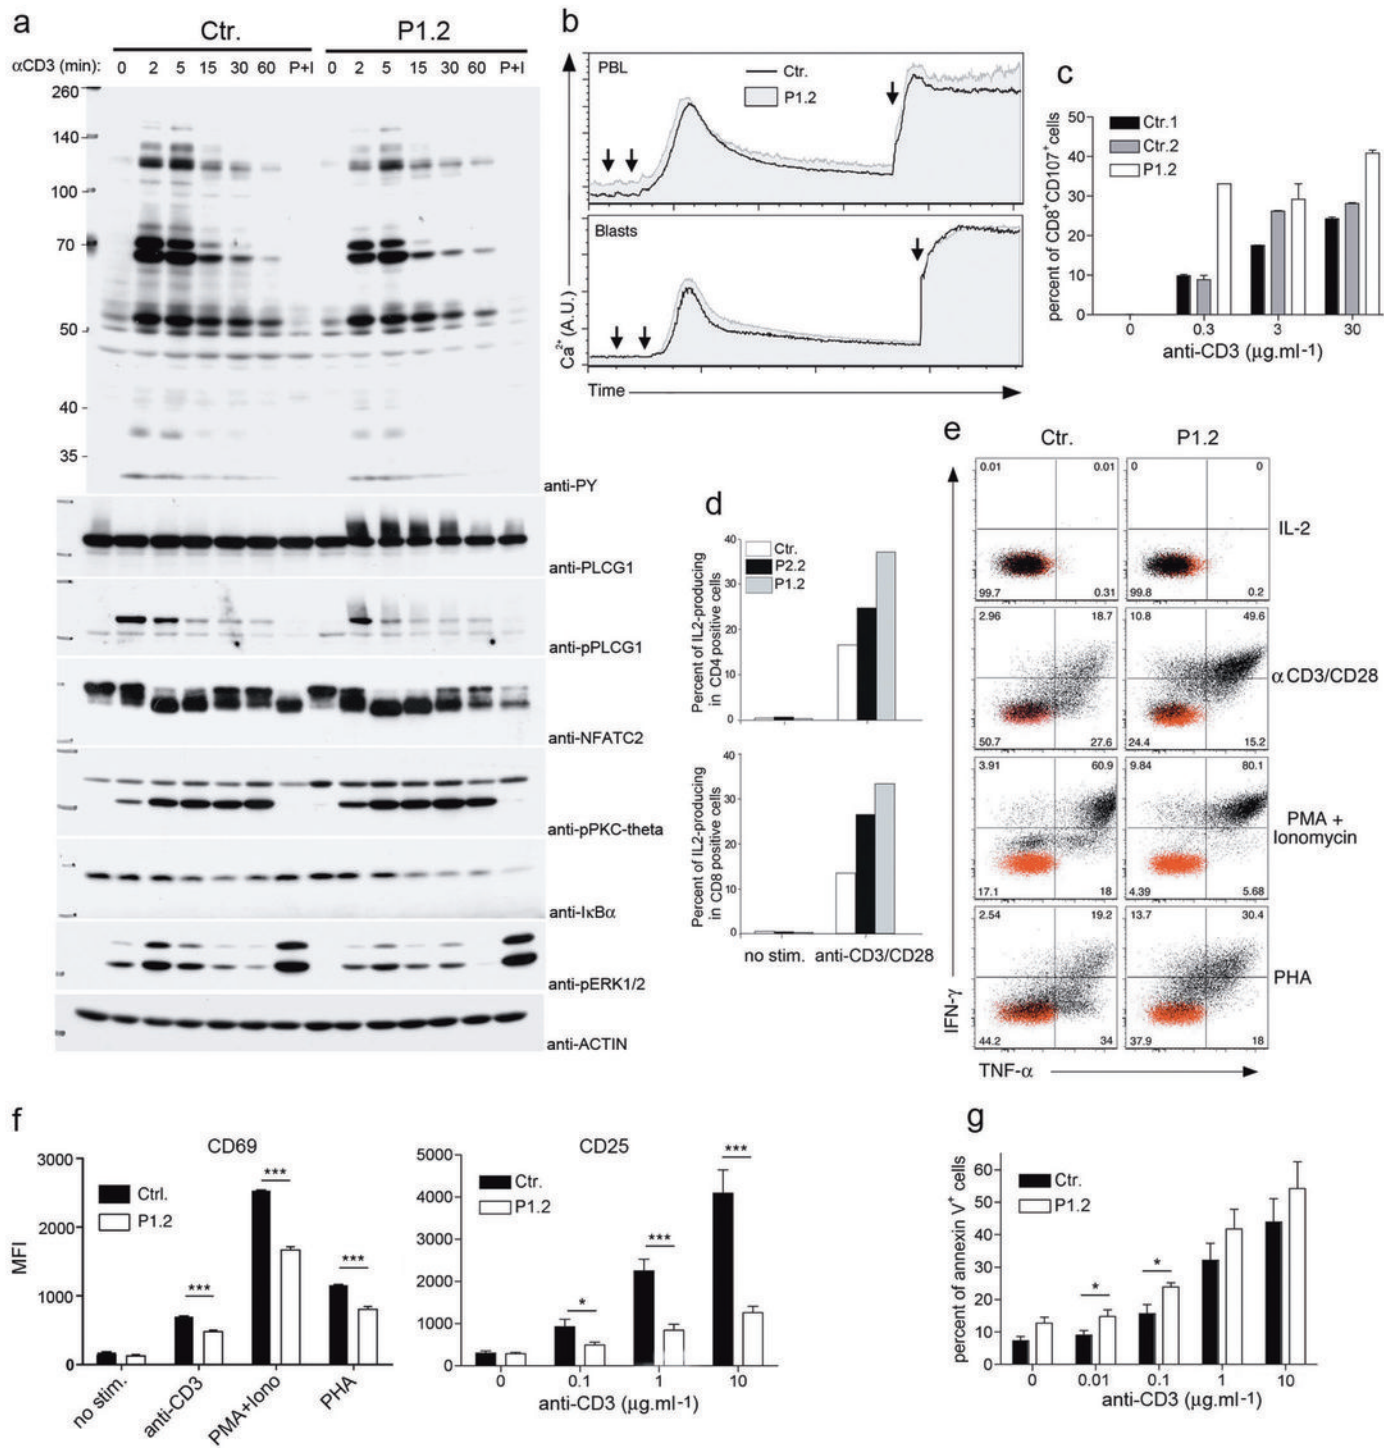 a
Ctr. P1.2
αCD3 (min): 0 2 5 15 30 60 P+I 0 2 5 15 30 60 P+I
260
140
100
70
50
40
35
anti-PY
anti-PLCG1
anti-pPLCG1
anti-NFATC2
anti-pPKC-theta
anti-IκBα
anti-pERK1/2
anti-ACTIN
b
PBL
Ctr.
P1.2
Blasts
Ca2+ (A.U.)
Time
c
percent of CD8+CD107+ cells
50
40
30
20
10
0
Ctr.1
Ctr.2
P1.2
0 0.3 3 30
anti-CD3 (µg.ml-1)
d
Percent of IL2-producing
in CD4 positive cells
40
30
20
10
0
Ctr.
P2.2
P1.2
Percent of IL2-producing
in CD8 positive cells
40
30
20
10
0
no stim. anti-CD3/CD28
e
Ctr. P1.2
0.01 0.01 0 0
IL-2
99.7 0.31 99.8 0.2
2.96 18.7 10.8 49.6
αCD3/CD28
50.7 27.6 24.4 15.2
3.91 60.9 9.84 80.1
PMA +
Ionomycin
17.1 18 4.39 5.68
2.54 19.2 13.7 30.4
PHA
44.2 34 37.9 18
IFN-γ
TNF-α
f
CD69
MFI
3000
2000
1000
0
Ctrl.
P1.2
***
***
***
no stim. anti-CD3 PMA+Iono PHA
CD25
5000
4000
3000
2000
1000
0
Ctr.
P1.2
*
***
***
0 0.1 1 10
anti-CD3 (µg.ml-1)
g
percent of annexin V+ cells
60
50
40
30
20
10
0
Ctr.
P1.2
*
*
0 0.01 0.1 1 10
anti-CD3 (µg.ml-1)